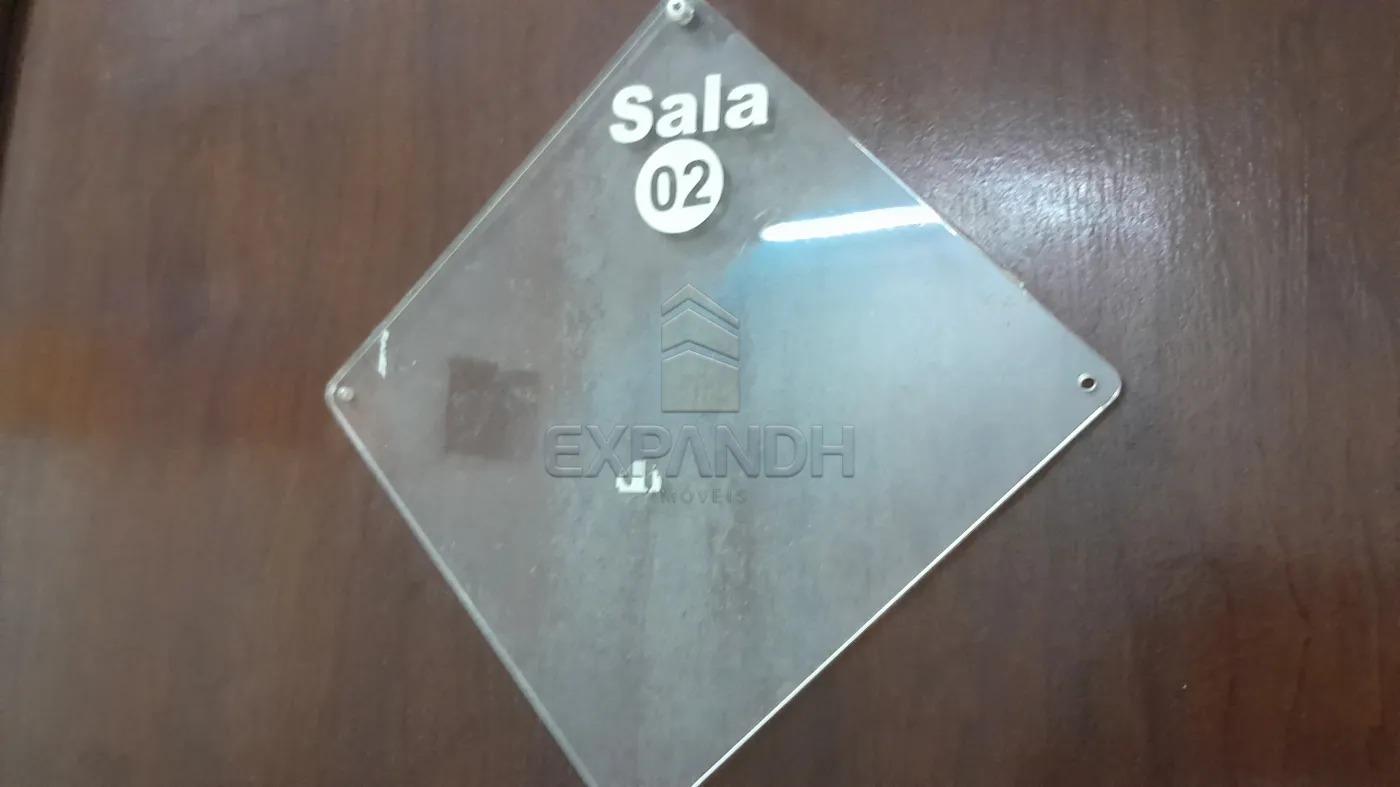 Sala
02
EXPANDH
IMÓVEIS